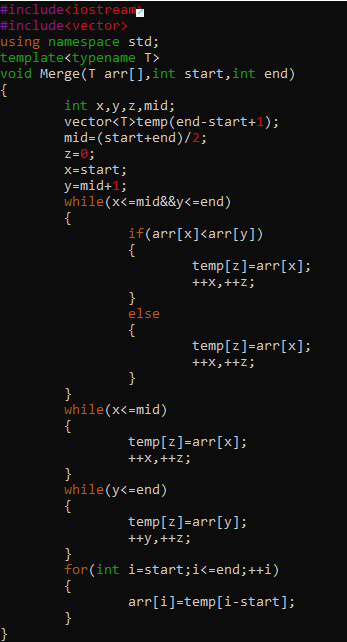 #include<iostream>
#include<vector>
using namespace std;
template<typename T>
void Merge(T arr[],int start,int end)
{
        int x,y,z,mid;
        vector<T>temp(end-start+1);
        mid=(start+end)/2;
        z=0;
        x=start;
        y=mid+1;
        while(x<=mid&&y<=end)
        {
                if(arr[x]<arr[y])
                {
                        temp[z]=arr[x];
                        ++x,++z;
                }
                else
                {
                        temp[z]=arr[x];
                        ++x,++z;
                }
        }
        while(x<=mid)
        {
                temp[z]=arr[x];
                ++x,++z;
        }
        while(y<=end)
        {
                temp[z]=arr[y];
                ++y,++z;
        }
        for(int i=start;i<=end;++i)
        {
                arr[i]=temp[i-start];
        }
}